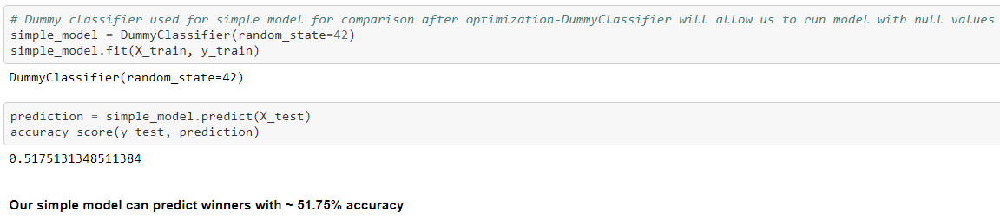 # Dummy classifier used for simple model for comparison after optimization-DummyClassifier will allow us to run model with null values
simple_model = DummyClassifier(random_state=42)
simple_model.fit(X_train, y_train)
DummyClassifier(random_state=42)
prediction = simple_model.predict(X_test)
accuracy_score(y_test, prediction)
0.5175131348511384
Our simple model can predict winners with ~ 51.75% accuracy